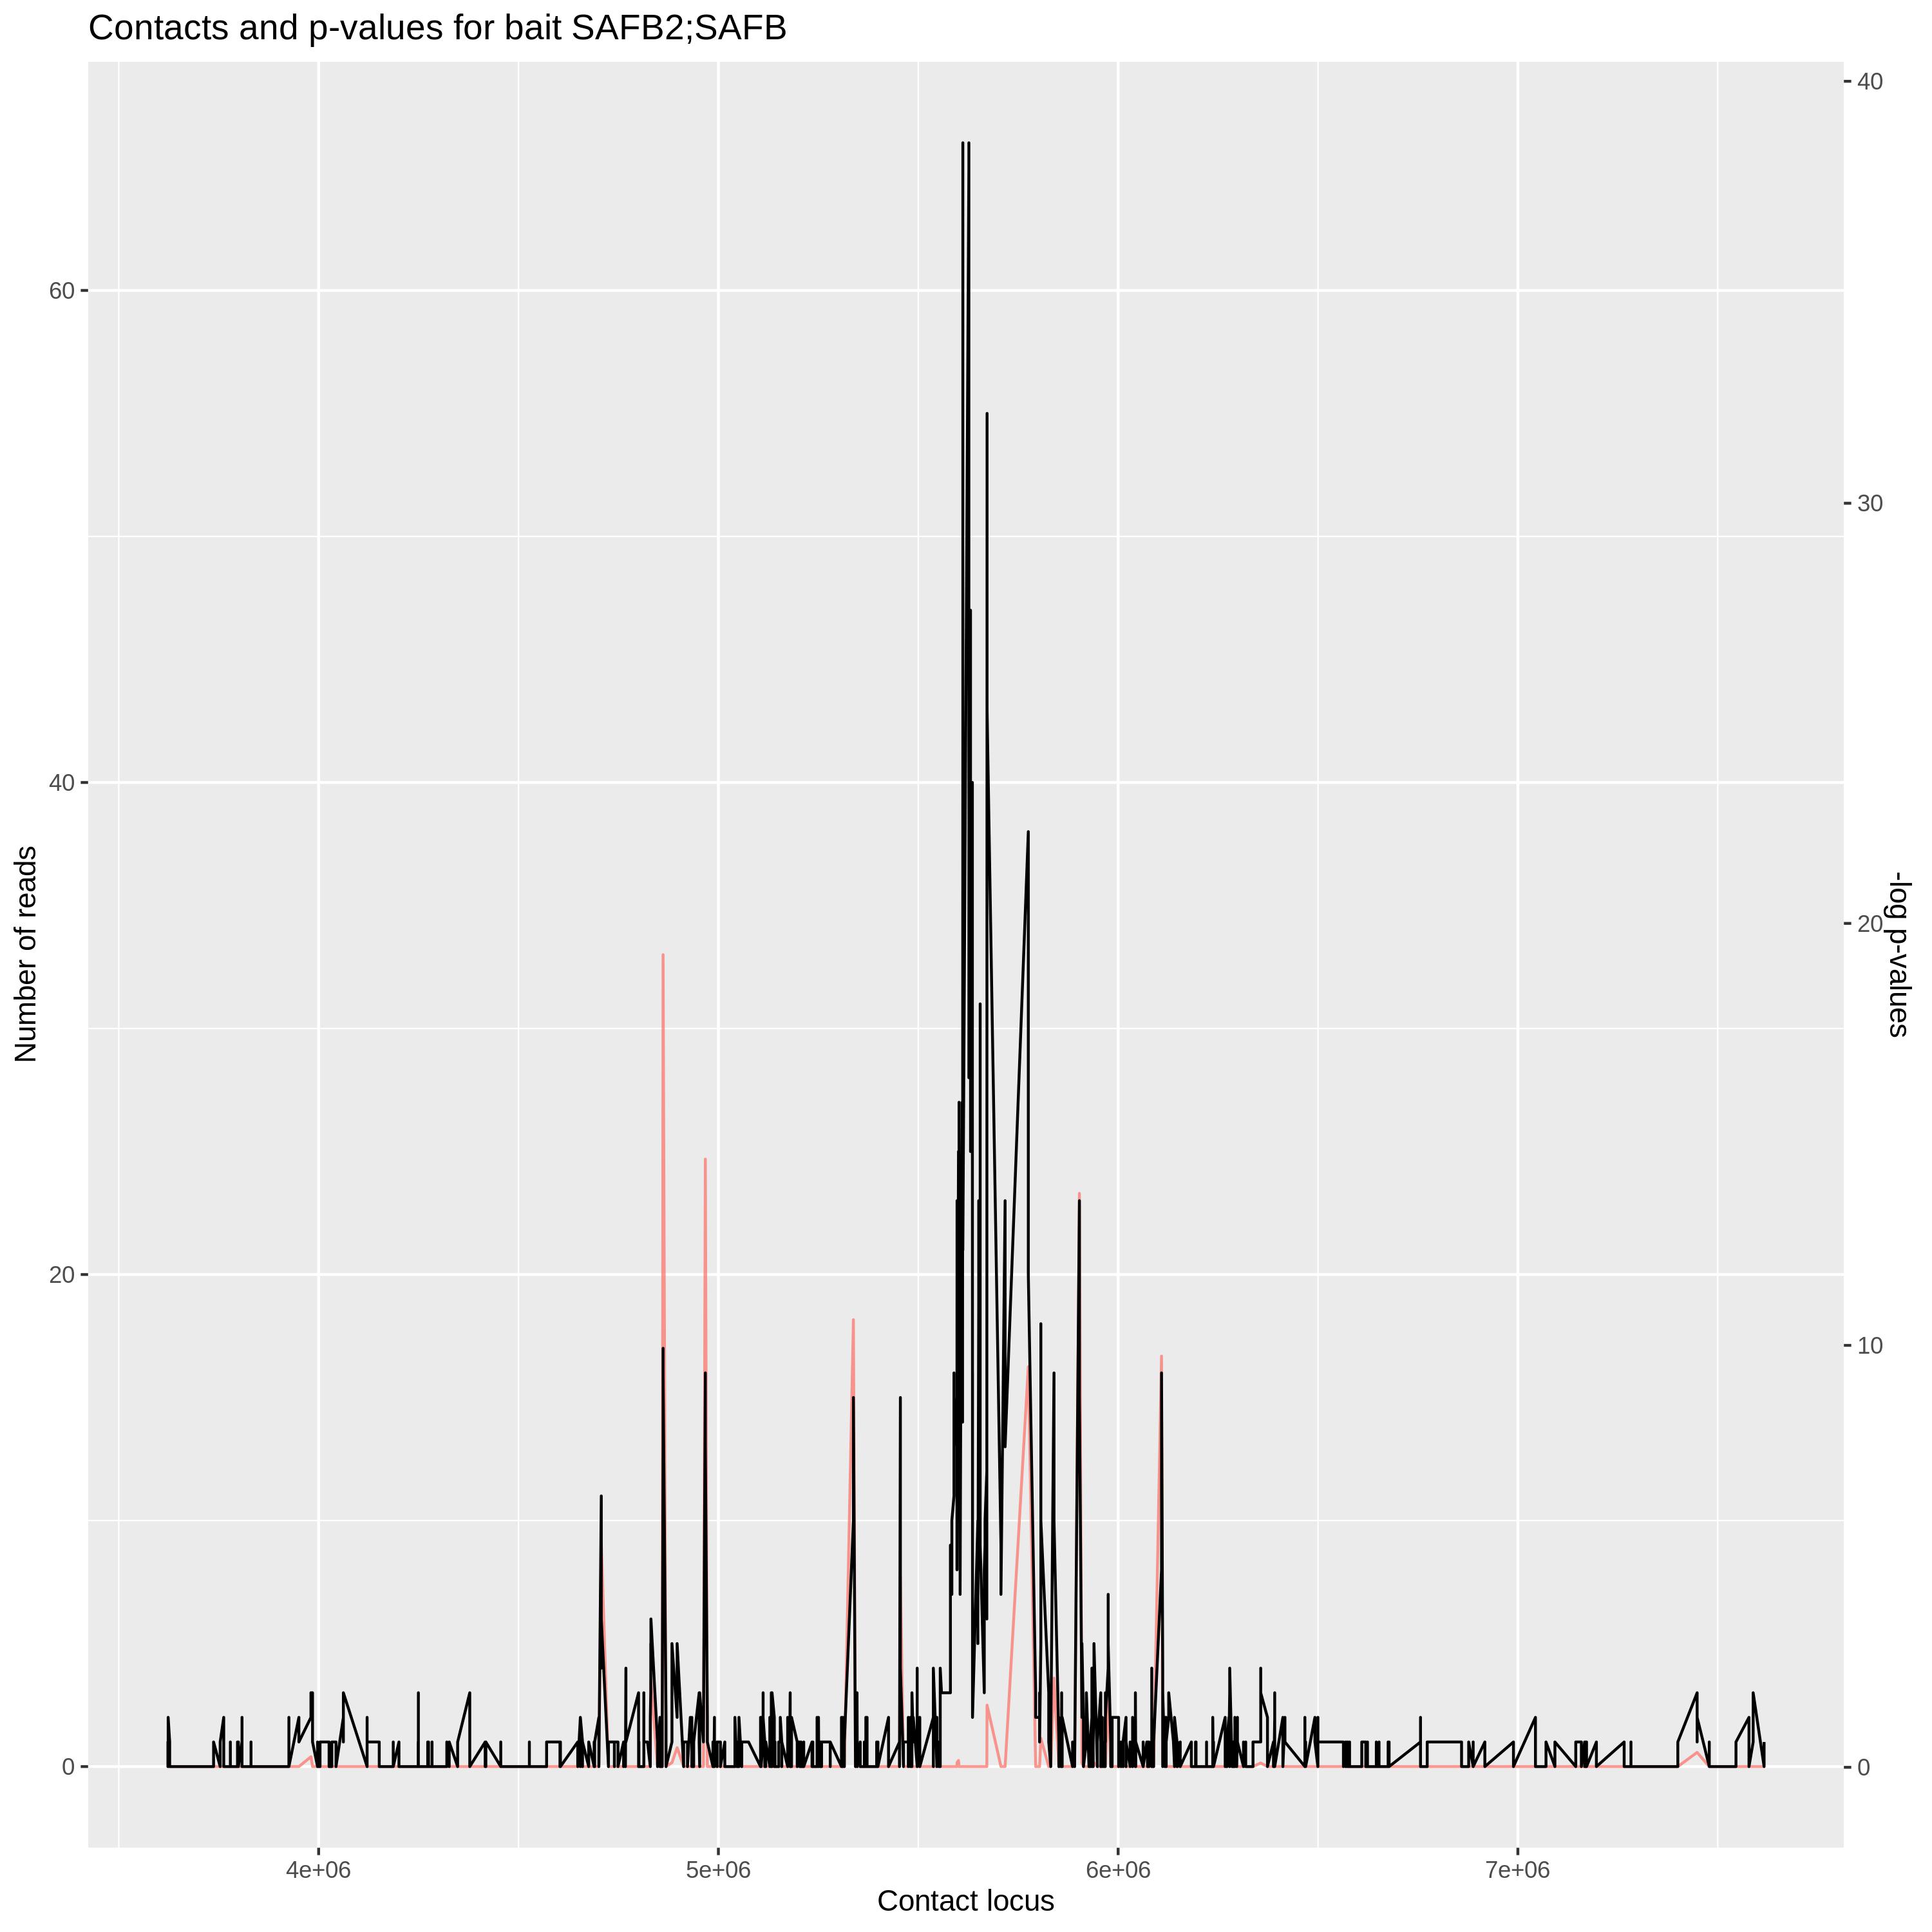 Contacts and p-values for bait SAFB2;SAFB
Number of reads
60
40
20
0
40
30
20
10
0
-log p-values
4e+06 5e+06 6e+06 7e+06
Contact locus